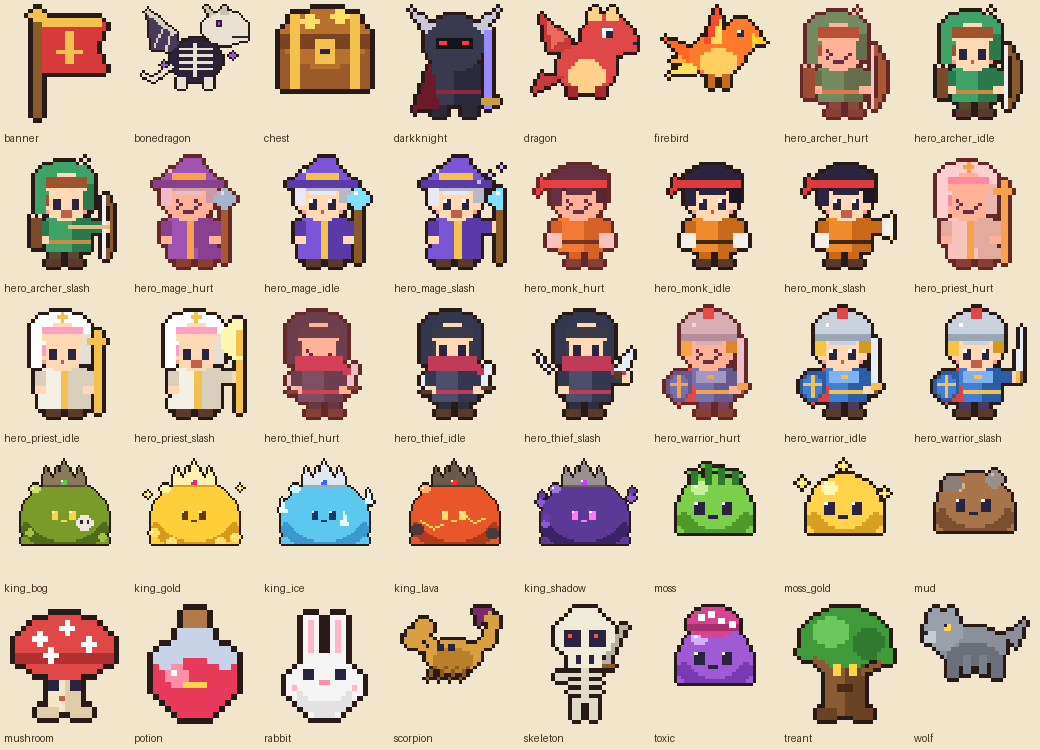 banner bonedragon chest darkknight dragon firebird hero_archer_hurt hero_archer_idle
hero_archer_slash hero_mage_hurt hero_mage_idle hero_mage_slash hero_monk_hurt hero_monk_idle hero_monk_slash hero_priest_hurt
hero_priest_idle hero_priest_slash hero_thief_hurt hero_thief_idle hero_thief_slash hero_warrior_hurt hero_warrior_idle hero_warrior_slash
king_bog king_gold king_ice king_lava king_shadow moss moss_gold mud
mushroom potion rabbit scorpion skeleton toxic treant wolf